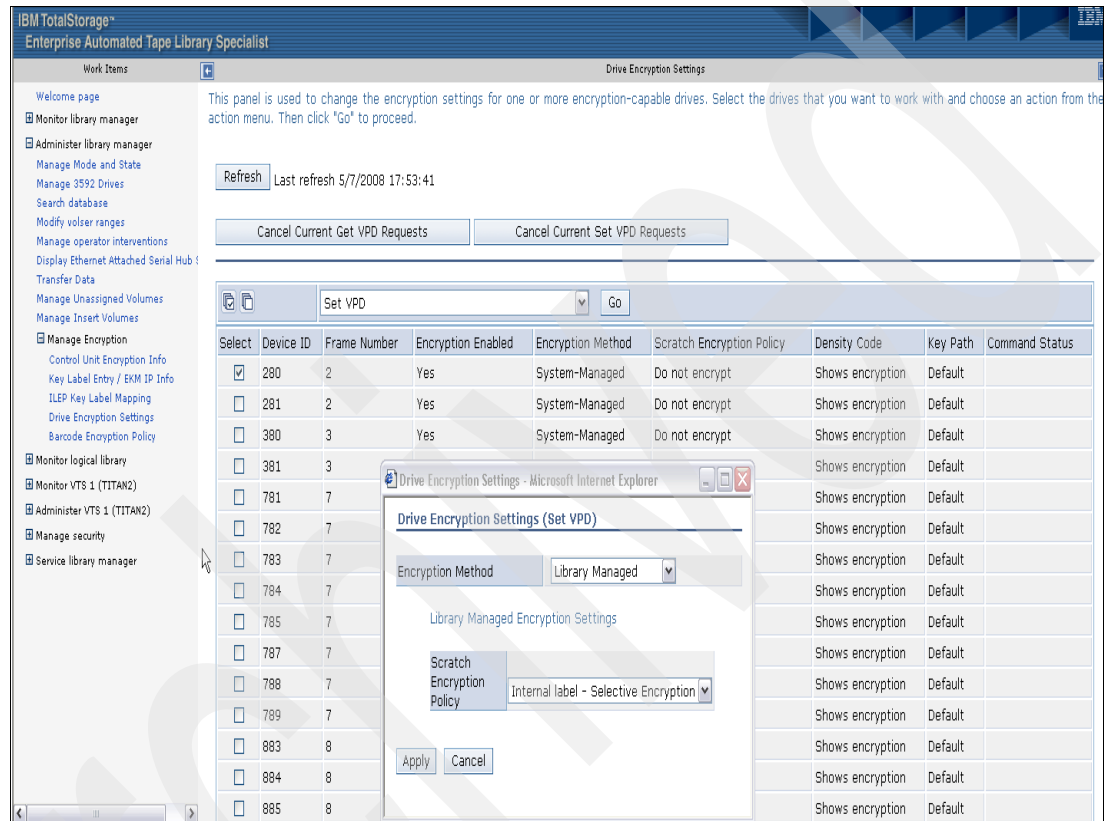 IBM TotalStorage™
Enterprise Automated Tape Library Specialist
IBM
Work Items
Drive Encryption Settings
Welcome page
Monitor library manager
Administer library manager
Manage Mode and State
Manage 3592 Drives
Search database
Modify volser ranges
Manage operator interventions
Display Ethernet Attached Serial Hub S
Transfer Data
Manage Unassigned Volumes
Manage Insert Volumes
Manage Encryption
Control Unit Encryption Info
Key Label Entry / EKM IP Info
ILEP Key Label Mapping
Drive Encryption Settings
Barcode Encryption Policy
Monitor logical library
Monitor VTS 1 (TITAN2)
Administer VTS 1 (TITAN2)
Manage security
Service library manager
This panel is used to change the encryption settings for one or more encryption-capable drives. Select the drives that you want to work with and choose an action from the
action menu. Then click "Go" to proceed.
Refresh Last refresh 5/7/2008 17:53:41
Cancel Current Get VPD Requests Cancel Current Set VPD Requests
Set VPD Go
Select Device ID Frame Number Encryption Enabled Encryption Method Scratch Encryption Policy Density Code Key Path Command Status
280 2 Yes System-Managed Do not encrypt Shows encryption Default
281 2 Yes System-Managed Do not encrypt Shows encryption Default
380 3 Yes System-Managed Do not encrypt Shows encryption Default
381 3 Shows encryption Default
781 7 Shows encryption Default
782 7 Shows encryption Default
783 7 Shows encryption Default
784 7 Shows encryption Default
785 7 Shows encryption Default
787 7 Shows encryption Default
788 7 Shows encryption Default
789 7 Shows encryption Default
883 8 Shows encryption Default
884 8 Shows encryption Default
885 8 Shows encryption Default
Drive Encryption Settings - Microsoft Internet Explorer
Drive Encryption Settings (Set VPD)
Encryption Method Library Managed
Library Managed Encryption Settings
Scratch
Encryption
Policy
Internal label - Selective Encryption
Apply Cancel